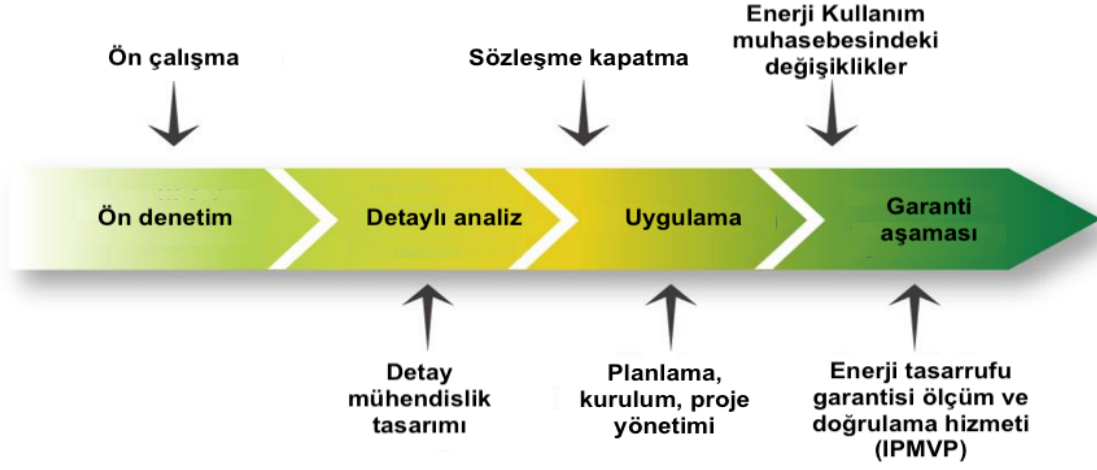 Ön çalışma
Sözleşme kapatma
Enerji Kullanım
muhasebesindeki
değişiklikler
Ön denetim
Detaylı analiz
Uygulama
Garanti
aşaması
Detay
mühendislik
tasarımı
Planlama,
kurulum, proje
yönetimi
Enerji tasarrufu
garantisi ölçüm ve
doğrulama hizmeti
(IPMVP)